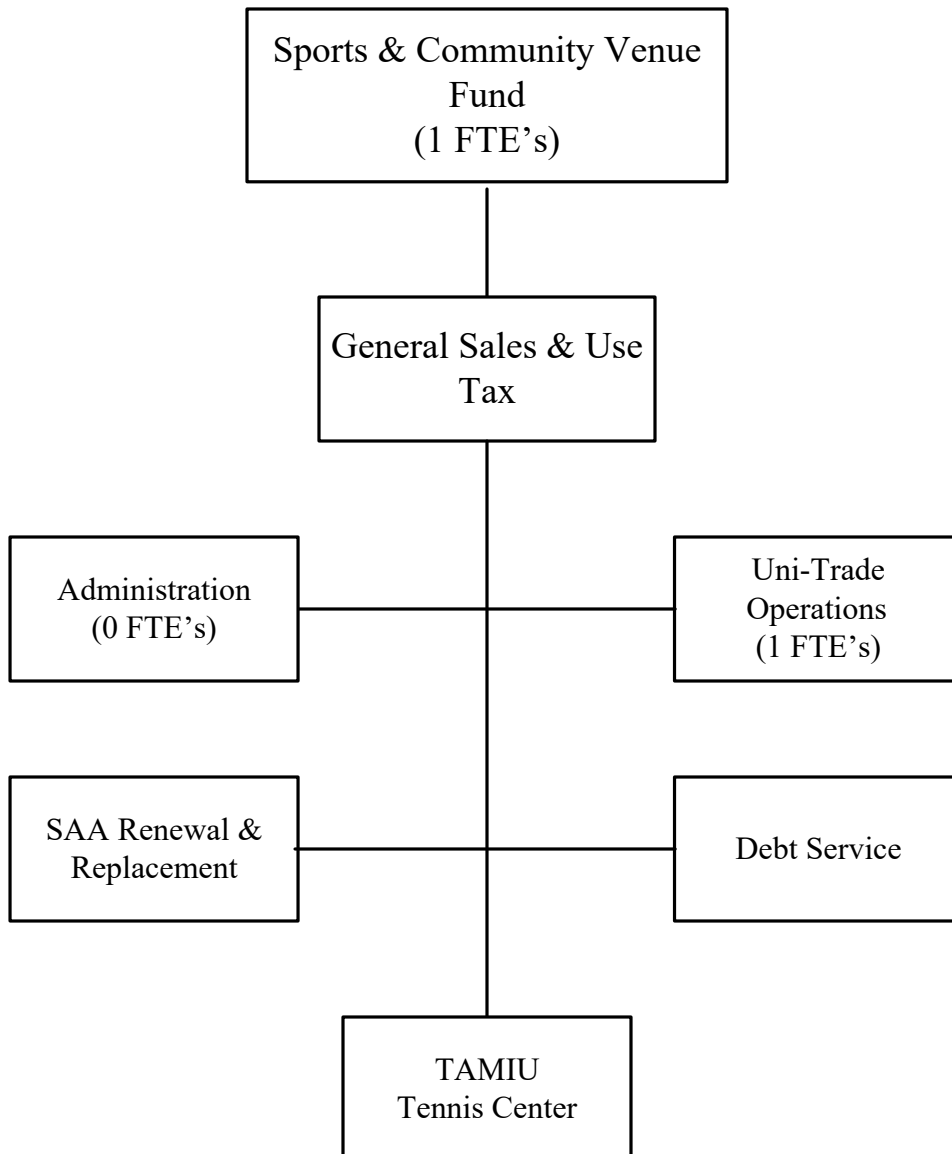 Sports & Community Venue
Fund
(1 FTE’s)
General Sales & Use
Tax
Administration
(0 FTE’s)
Uni-Trade
Operations
(1 FTE’s)
SAA Renewal &
Replacement
Debt Service
TAMIU
Tennis Center